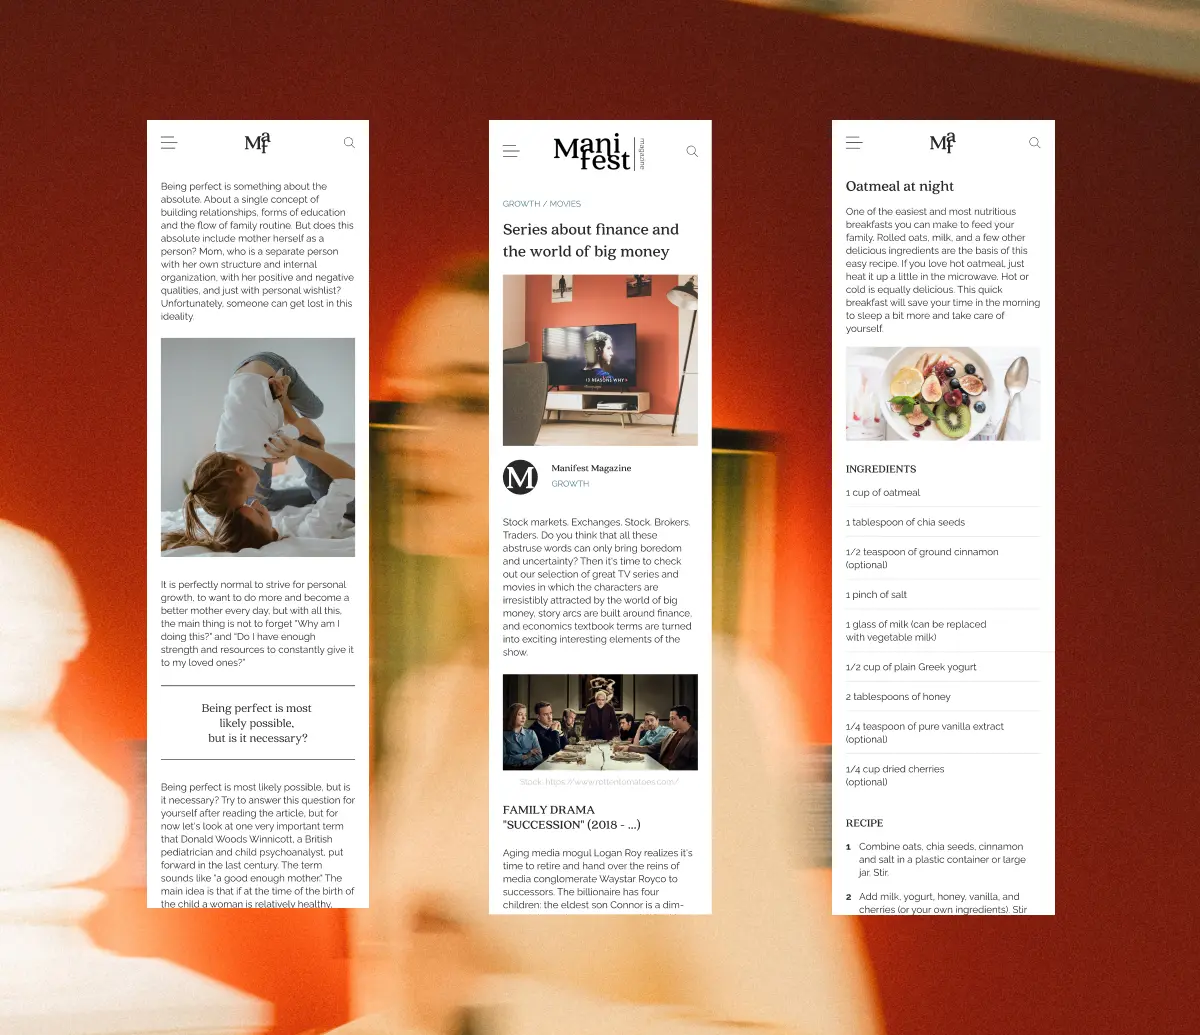 Maf
Being perfect is something about the
absolute. About a single concept of
building relationships, forms of education
and the flow of family routine. But does this
absolute include mother herself as a
person? Mom, who is a separate person
with her own structure and internal
organization, with her positive and negative
qualities, and just with personal wishlist?
Unfortunately, someone can get lost in this
ideality.
It is perfectly normal to strive for personal
growth, to want to do more and become a
better mother every day, but with all this,
the main thing is not to forget "Why am I
doing this?" and "Do I have enough
strength and resources to constantly give it
to my loved ones?"
Being perfect is most
likely possible,
but is it necessary?
Being perfect is most likely possible, but is
it necessary? Try to answer this question for
yourself after reading the article, but for
now let's look at one very important term
that Donald Woods Winnicott, a British
pediatrician and child psychoanalyst, put
forward in the last century. The term
sounds like "a good enough mother." The
main idea is that if at the time of the birth of
the child a woman is relatively healthy,
Mani
fest
magazine
GROWTH / MOVIES
Series about finance and
the world of big money
13 REASONS WHY
Manifest Magazine
GROWTH
M
Stock markets. Exchanges. Stock. Brokers.
Traders. Do you think that all these
abstruse words can only bring boredom
and uncertainty? Then it's time to check
out our selection of great TV series and
movies in which the characters are
irresistibly attracted by the world of big
money, story arcs are built around finance,
and economics textbook terms are turned
into exciting interesting elements of the
show.
Stock: https://www.rottentomatoes.com/
FAMILY DRAMA
"SUCCESSION" (2018 - ...)
Aging media mogul Logan Roy realizes it's
time to retire and hand over the reins of
media conglomerate Waystar Royco to
successors. The billionaire has four
children: the eldest son Connor is a dim-
Maf
Oatmeal at night
One of the easiest and most nutritious
breakfasts you can make to feed your
family. Rolled oats, milk, and a few other
delicious ingredients are the basis of this
easy recipe. If you love hot oatmeal, just
heat it up a little in the microwave. Hot or
cold is equally delicious. This quick
breakfast will save your time in the morning
to sleep a bit more and take care of
yourself.
INGREDIENTS
1 cup of oatmeal
1 tablespoon of chia seeds
1/2 teaspoon of ground cinnamon
(optional)
1 pinch of salt
1 glass of milk (can be replaced
with vegetable milk)
1/2 cup of plain Greek yogurt
2 tablespoons of honey
1/4 teaspoon of pure vanilla extract
(optional)
1/4 cup dried cherries
(optional)
RECIPE
1 Combine oats, chia seeds, cinnamon
and salt in a plastic container or large
jar. Stir.
2 Add milk, yogurt, honey, vanilla, and
cherries (or your own ingredients). Stir